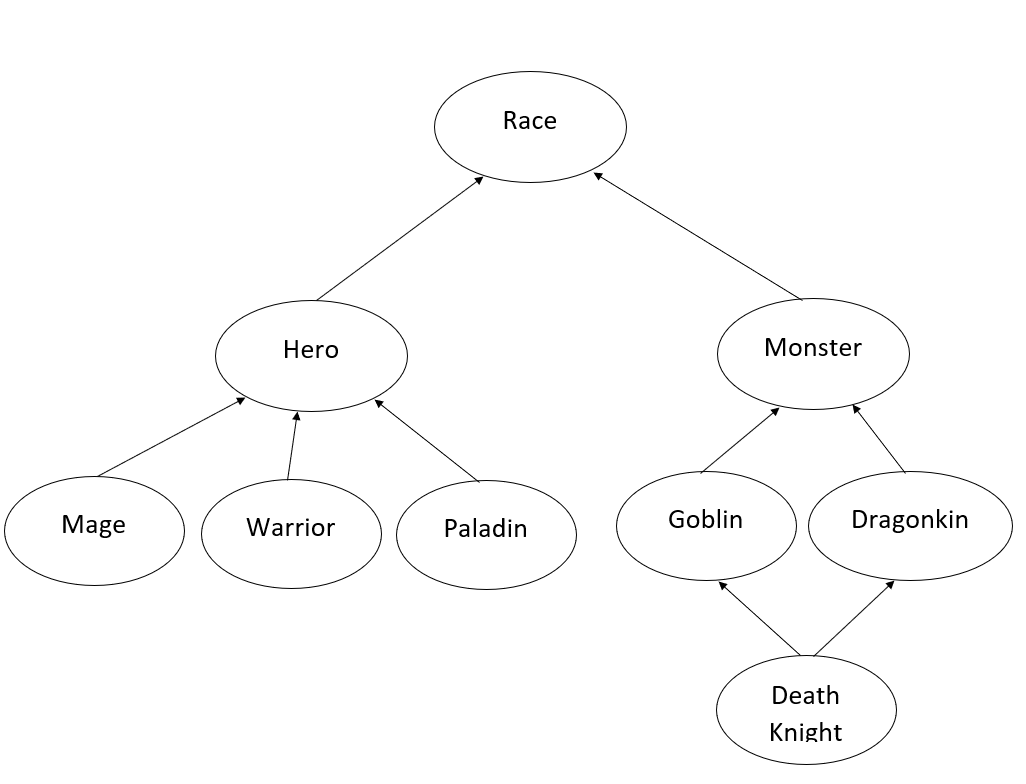 Race
Hero
Monster
Mage
Warrior
Paladin
Goblin
Dragonkin
Death
Knight